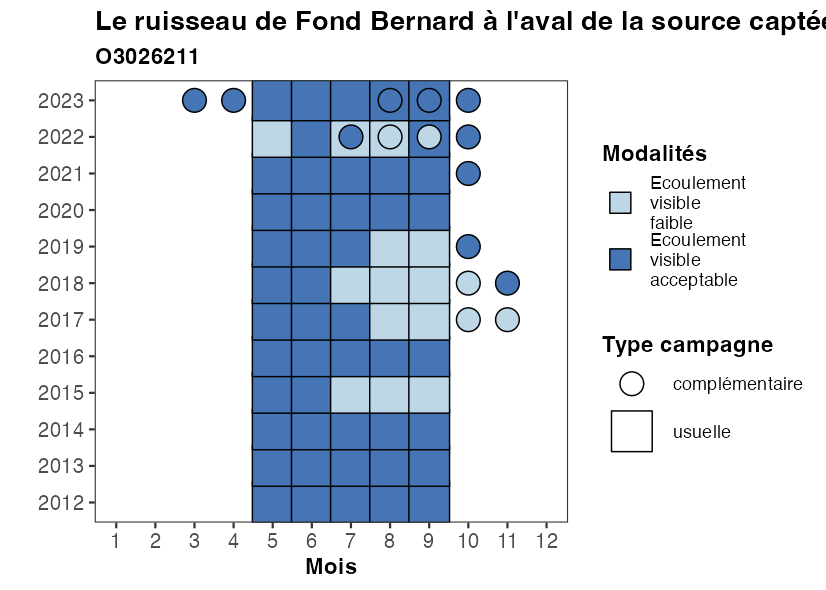 Le ruisseau de Fond Bernard à l'aval de la source captée
O3026211
2023
2022
2021
2020
2019
2018
2017
2016
2015
2014
2013
2012
1 2 3 4 5 6 7 8 9 10 11 12
Mois
Modalités
Ecoulement
visible
faible
Ecoulement
visible
acceptable
Type campagne
complémentaire
usuelle